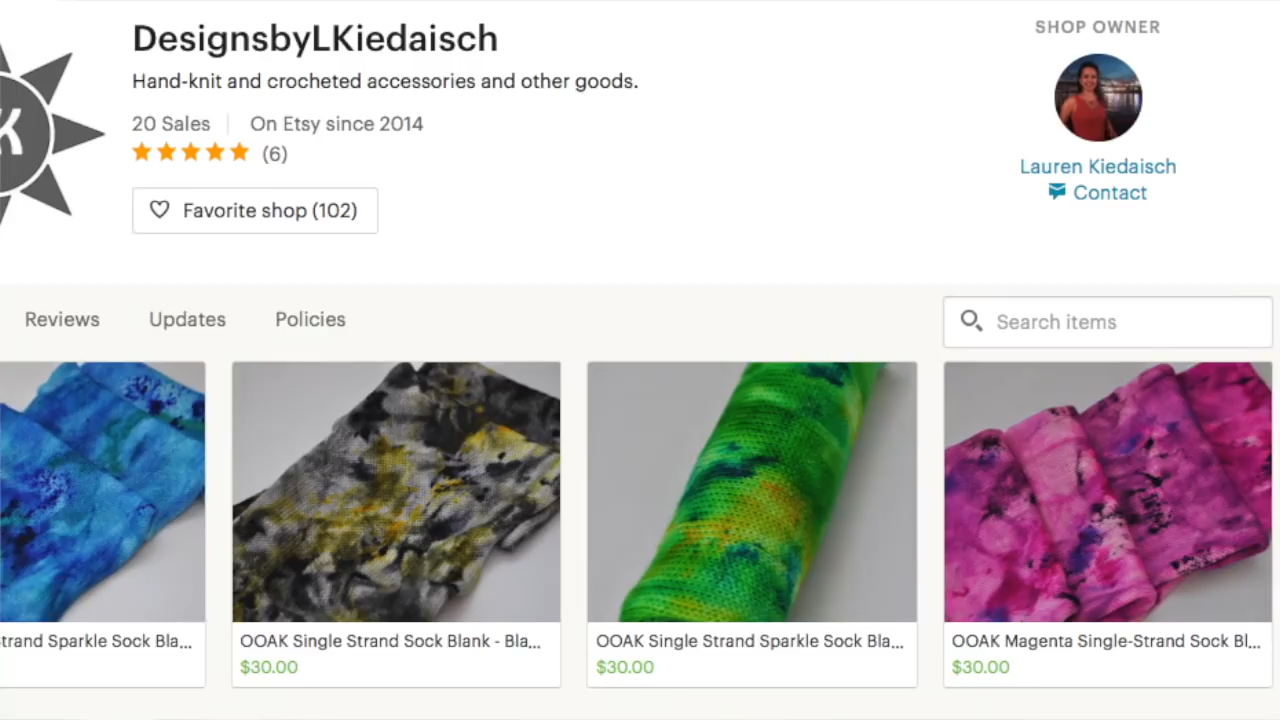 DesignsbyLKiedaisch
Hand-knit and crocheted accessories and other goods.
20 Sales
On Etsy since 2014
(6)
Favorite shop (102)
SHOP OWNER
Lauren Kiedaisch
Contact
K
Reviews
Updates
Policies
Search items
trand Sparkle Sock Bla...
OOAK Single Strand Sock Blank - Bla...
$30.00
OOAK Single Strand Sparkle Sock Bla...
$30.00
OOAK Magenta Single-Strand Sock Bl...
$30.00